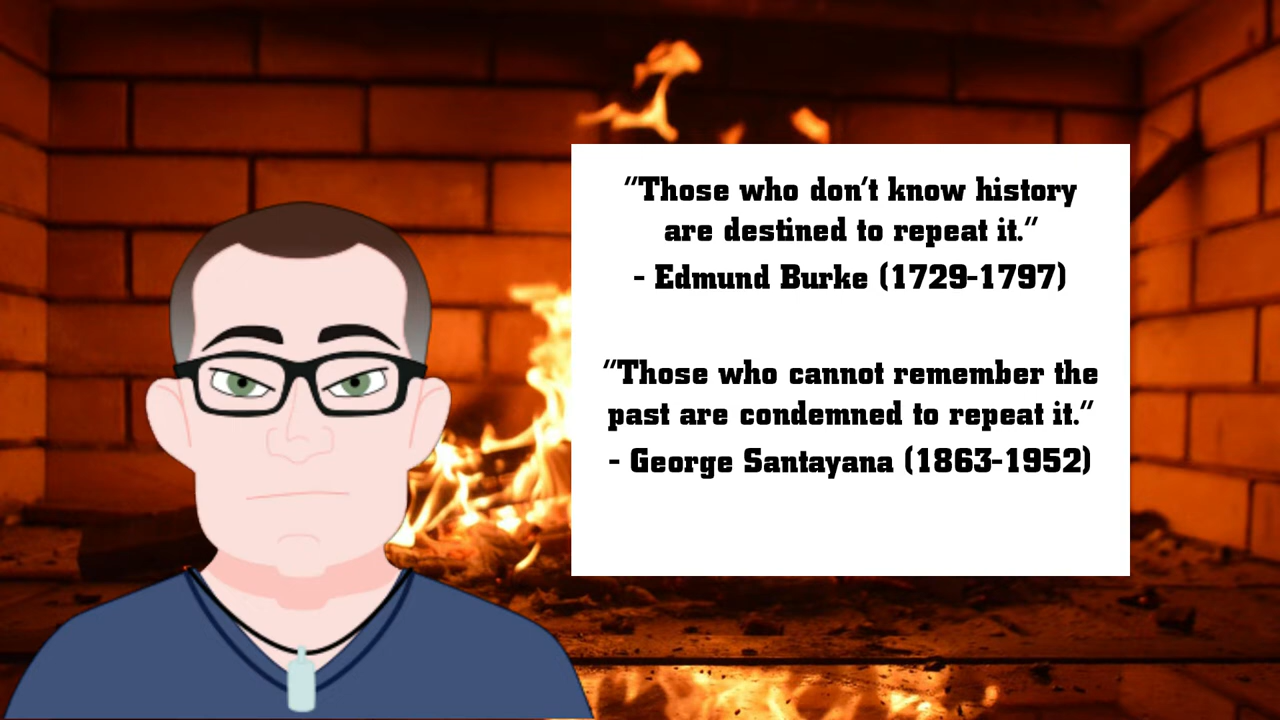 "Those who don't know history
are destined to repeat it."
- Edmund Burke (1729-1797)
"Those who cannot remember the
past are condemned to repeat it."
- George Santayana (1863-1952)